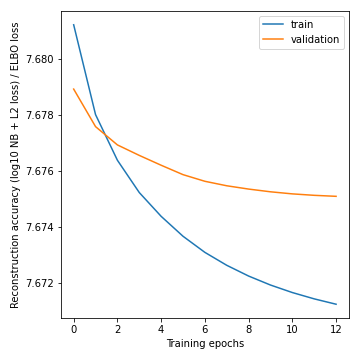 train
validation
Reconstruction accuracy (log10 NB + L2 loss) / ELBO loss
7.680
7.678
7.676
7.674
7.672
0 2 4 6 8 10 12
Training epochs